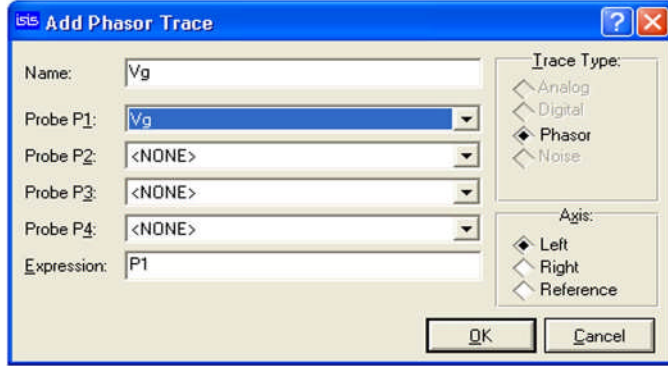 isis Add Phasor Trace
Name: Vg
Probe P1: Vg
Probe P2: <NONE>
Probe P3: <NONE>
Probe P4: <NONE>
Expression: P1
Trace Type:
Analog
Digital
Phasor
Noise
Axis:
Left
Right
Reference
OK Cancel